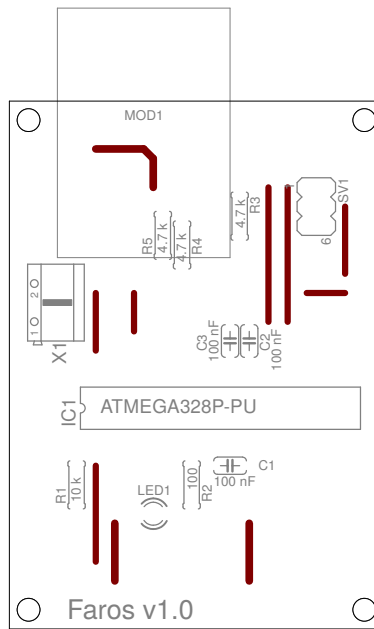 MOD1
1
SV1
6
R3
4.7 k
R5
4.7 k
4.7 k
R4
2
1
X1
C3
100 nF
C2
100 nF
IC1
ATMEGA328P-PU
R1
10 k
LED1
100
R2
C1
100 nF
Faros v1.0